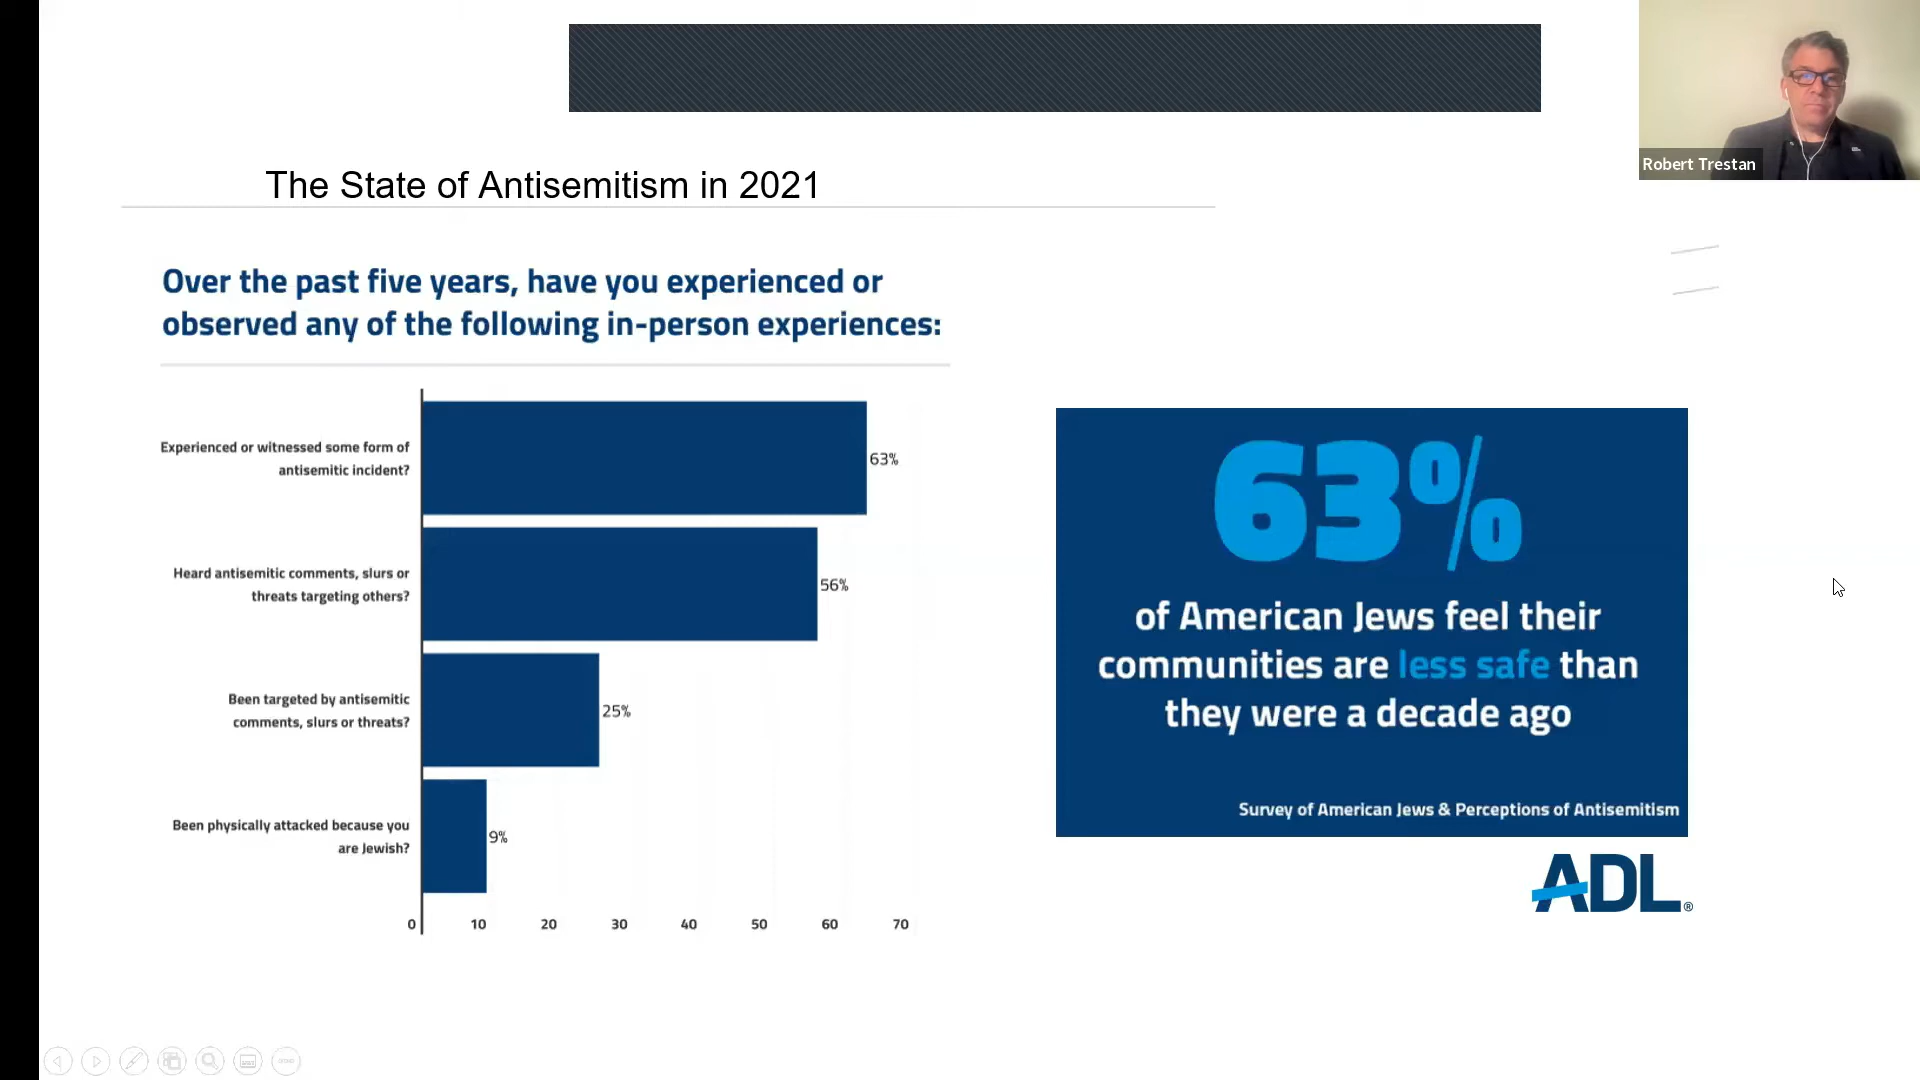 Robert Trestan
The State of Antisemitism in 2021
Over the past five years, have you experienced or
observed any of the following in-person experiences:
Experienced or witnessed some form of
antisemitic incident?
63%
Heard antisemitic comments, slurs or
threats targeting others?
56%
Been targeted by antisemitic
comments, slurs or threats?
25%
Been physically attacked because you
are Jewish?
9%
0 10 20 30 40 50 60 70
63%
of American Jews feel their
communities are less safe than
they were a decade ago
Survey of American Jews & Perceptions of Antisemitism
ADL®